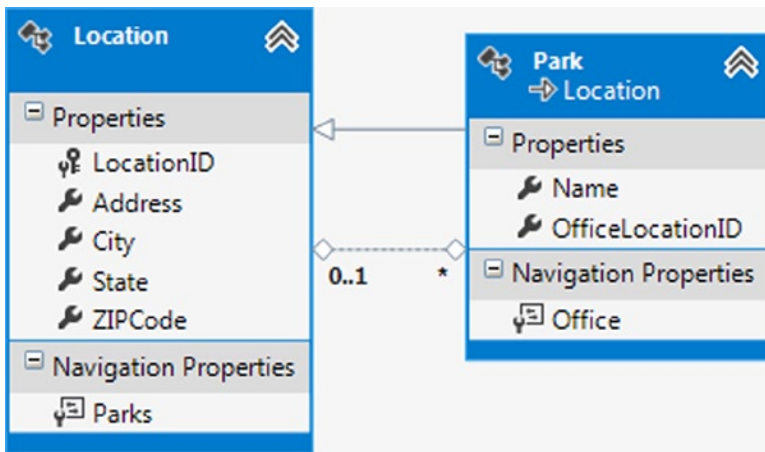 Location
Properties
LocationID
Address
City
State
ZIPCode
Navigation Properties
Parks
0..1
*
Park
Location
Properties
Name
OfficeLocationID
Navigation Properties
Office